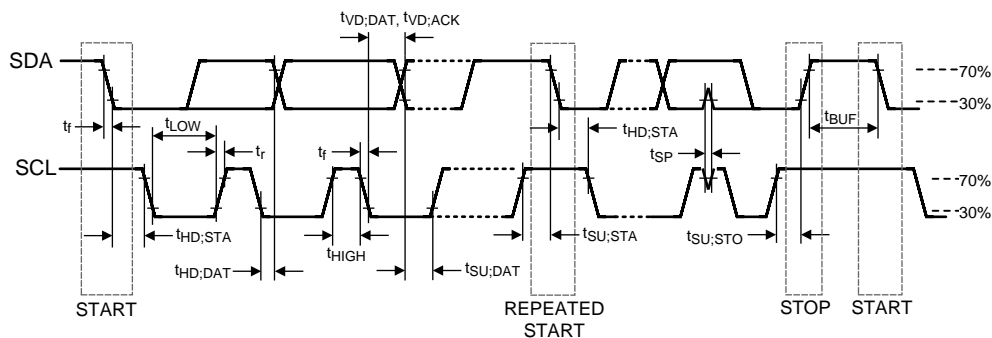 tVD;DAT, tVD;ACK
SDA
70%
30%
tf
tLOW
tr
tf
tHD;STA
tSP
tBUF
SCL
70%
30%
tHD;STA
tHD;DAT
tHIGH
tSU;DAT
tSU;STA
tSU;STO
START
REPEATED
START
STOP
START